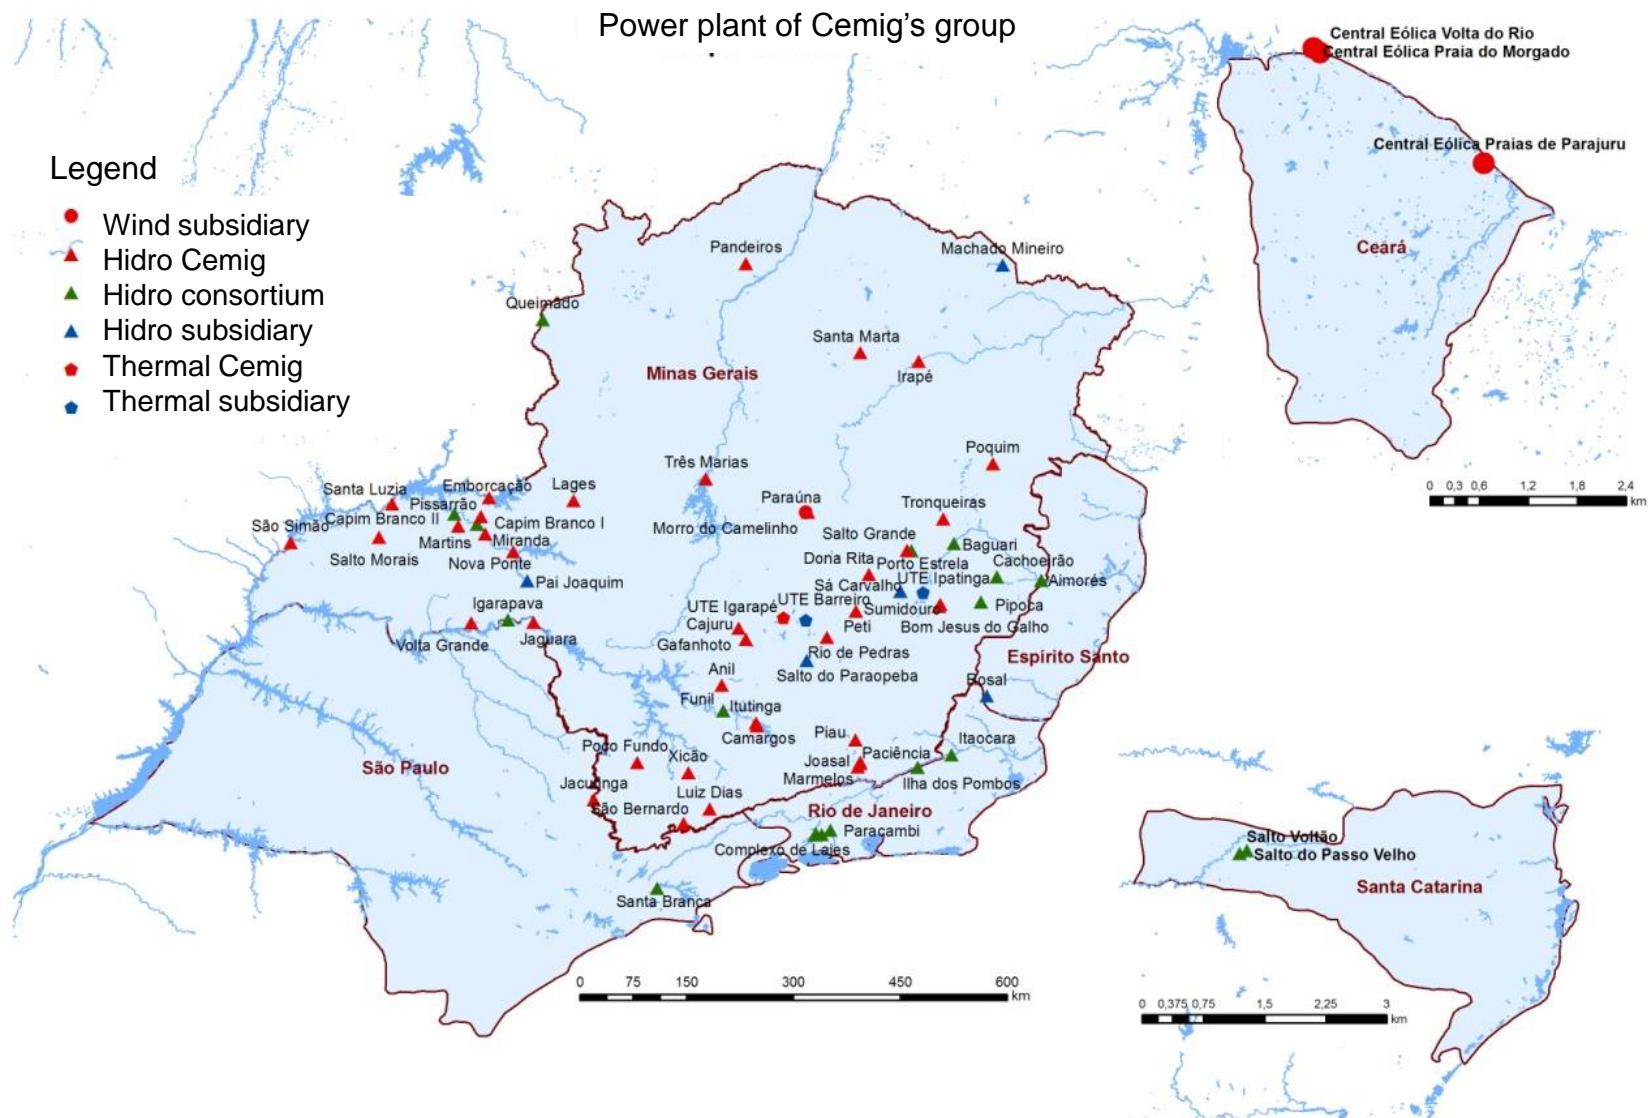 Power plant of Cemig's group
Central Eólica Volta do Rio
Central Eólica Praia do Morgado
Central Eólica Praias de Parajuru
Ceará
0 0,3 0,6 1,2 1,8 2,4
km
Legend
Wind subsidiary
Hidro Cemig
Hidro consortium
Hidro subsidiary
Thermal Cemig
Thermal subsidiary
Pandeiros
Machado Mineiro
Queimado
Santa Marta
Minas Gerais
Irapé
Poquim
Três Marias
Santa Luzia
Emborcação
Lages
Paraúna
Pissarrão
Tronqueiras
Capim Branco II
Capim Branco I
São Simão
Morro do Camelinho
Salto Grande
Martins
Miranda
Baguari
Salto Morais
Nova Ponte
Dona Rita
Porto Estrela
Cachoeirão
Pai Joaquim
Sá Carvalho
UTE Ipatinga
Aimorés
Igarapava
UTE Igarapé
UTE Barreiro
Sumidouro
Pipoca
Cajuru
Peti
Bom Jesus do Galho
Volta Grande
Jaguara
Gafanhoto
Rio de Pedras
Espírito Santo
Anil
Salto do Paraopeba
Rosal
Funil
Itutinga
Camargos
Piau
Itaocara
Poço Fundo
Xicão
Paciência
São Paulo
Joasal
Marmelos
Ilha dos Pombos
Jacutinga
Luiz Dias
São Bernardo
Rio de Janeiro
Paracambi
Complexo de Lajes
Santa Branca
0 75 150 300 450 600
km
Salto Voltão
Salto do Passo Velho
Santa Catarina
0 0,375 0,75 1,5 2,25 3
km